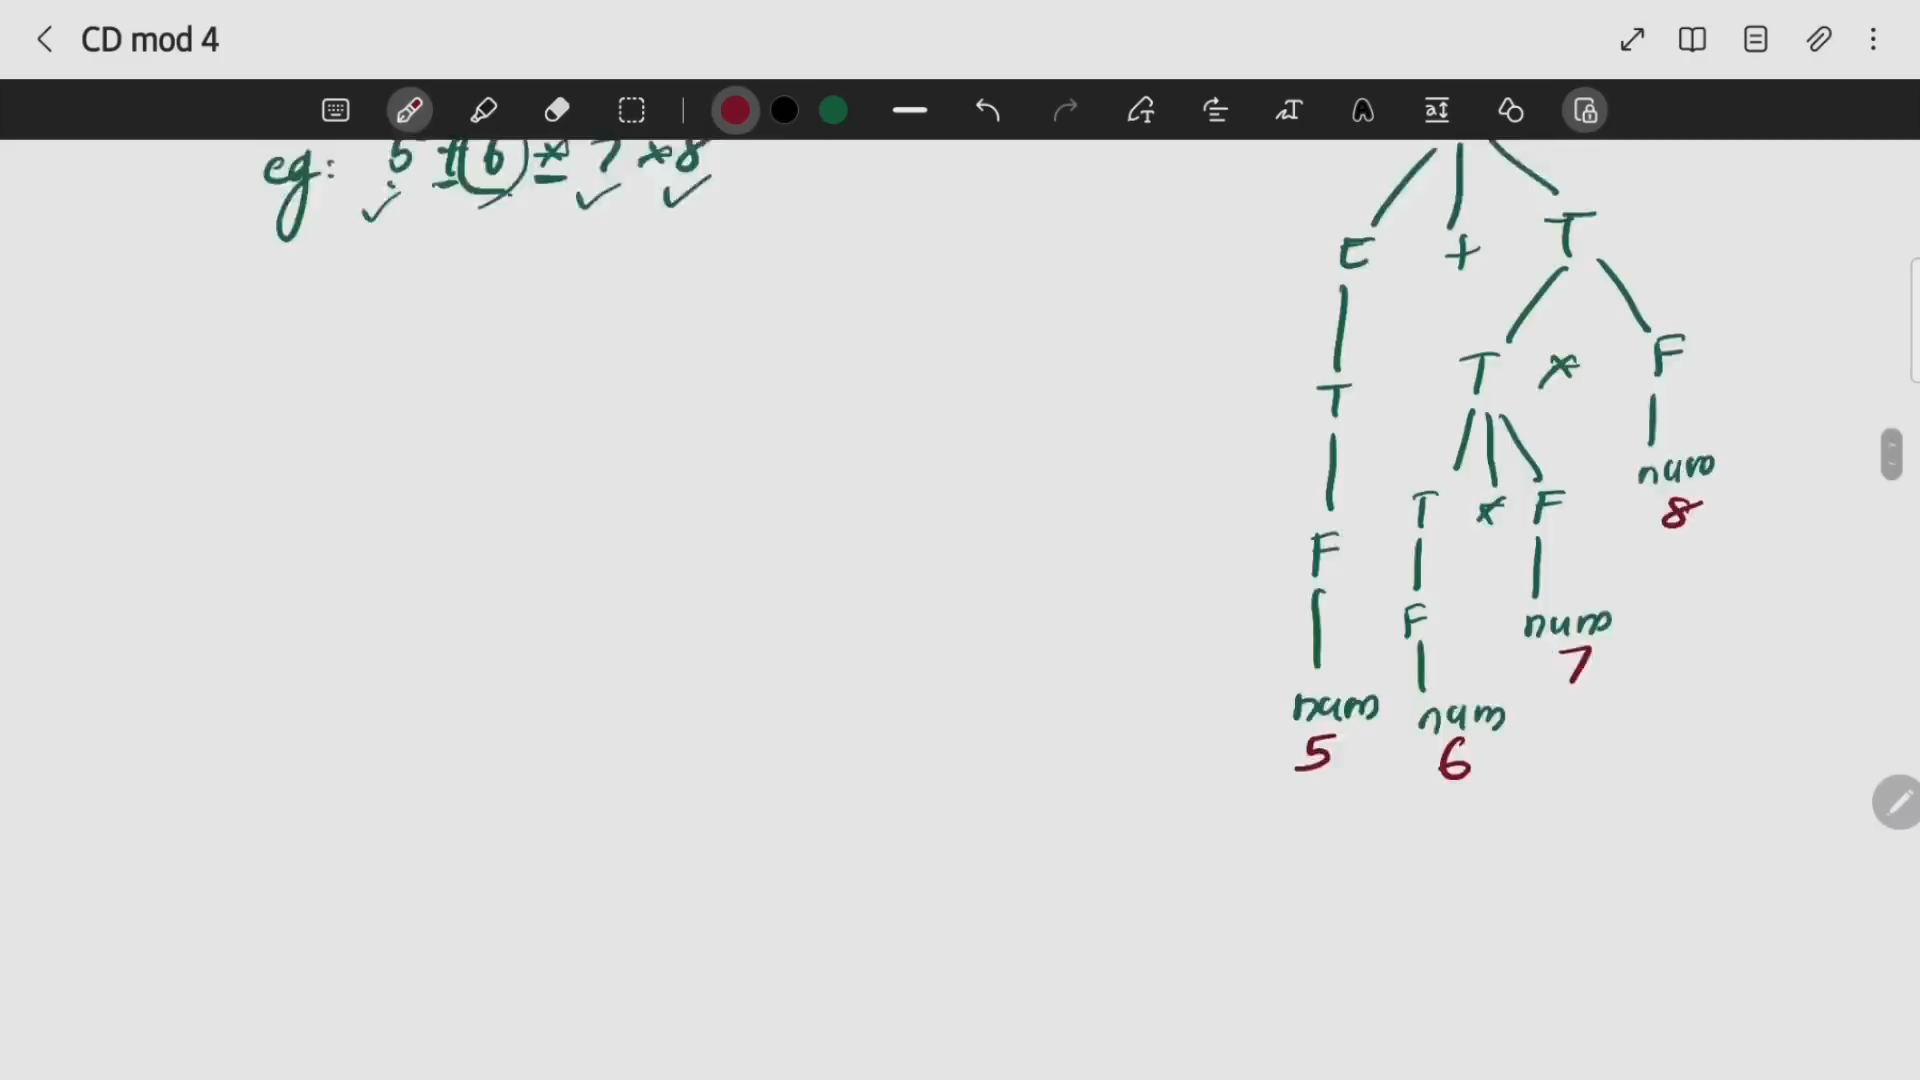 CD mod 4
eg: 5 + (6) * 7 * 8
E + T
T * F
T
num
8
T * F
F
F
num
7
num num
5 6